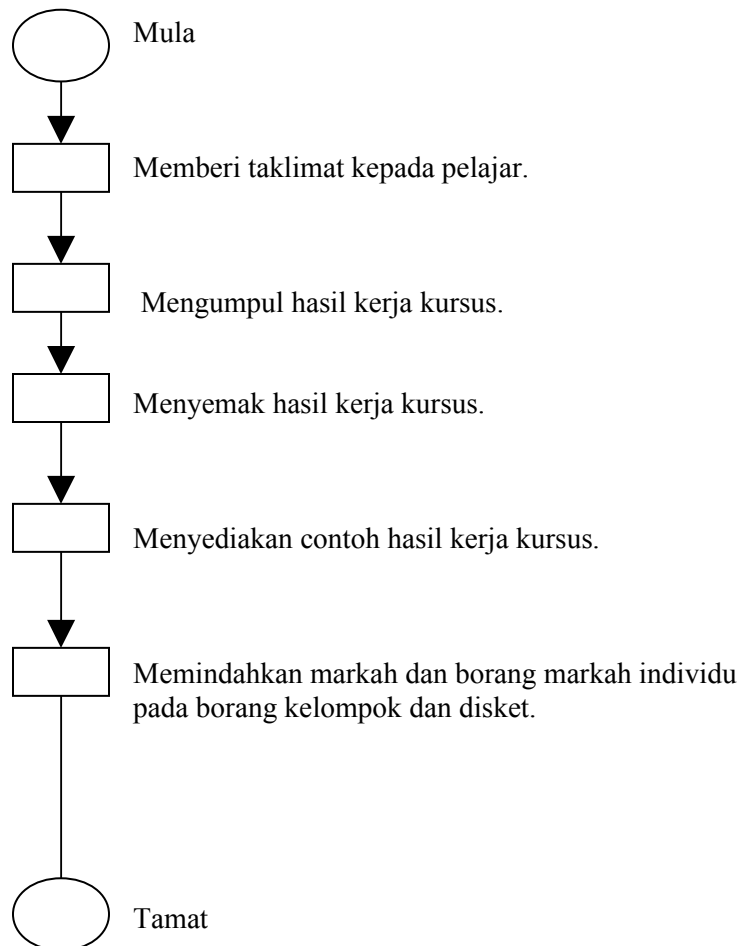 Mula
Memberi taklimat kepada pelajar.
Mengumpul hasil kerja kursus.
Menyemak hasil kerja kursus.
Menyediakan contoh hasil kerja kursus.
Memindahkan markah dan borang markah individu
pada borang kelompok dan disket.
Tamat